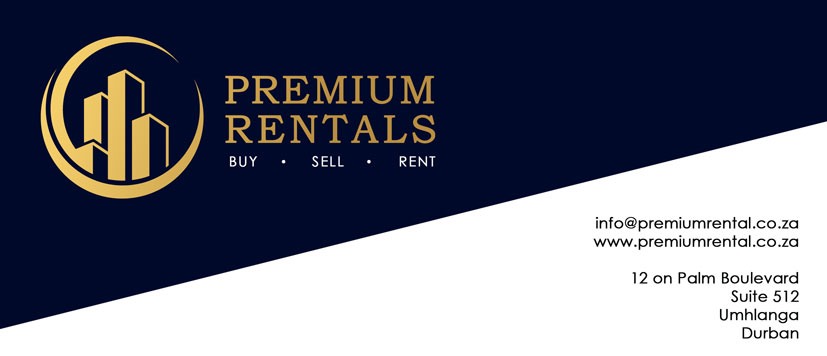 PREMIUM
RENTALS
BUY • SELL • RENT
info@premiumrental.co.za
www.premiumrental.co.za
12 on Palm Boulevard
Suite 512
Umhlanga
Durban